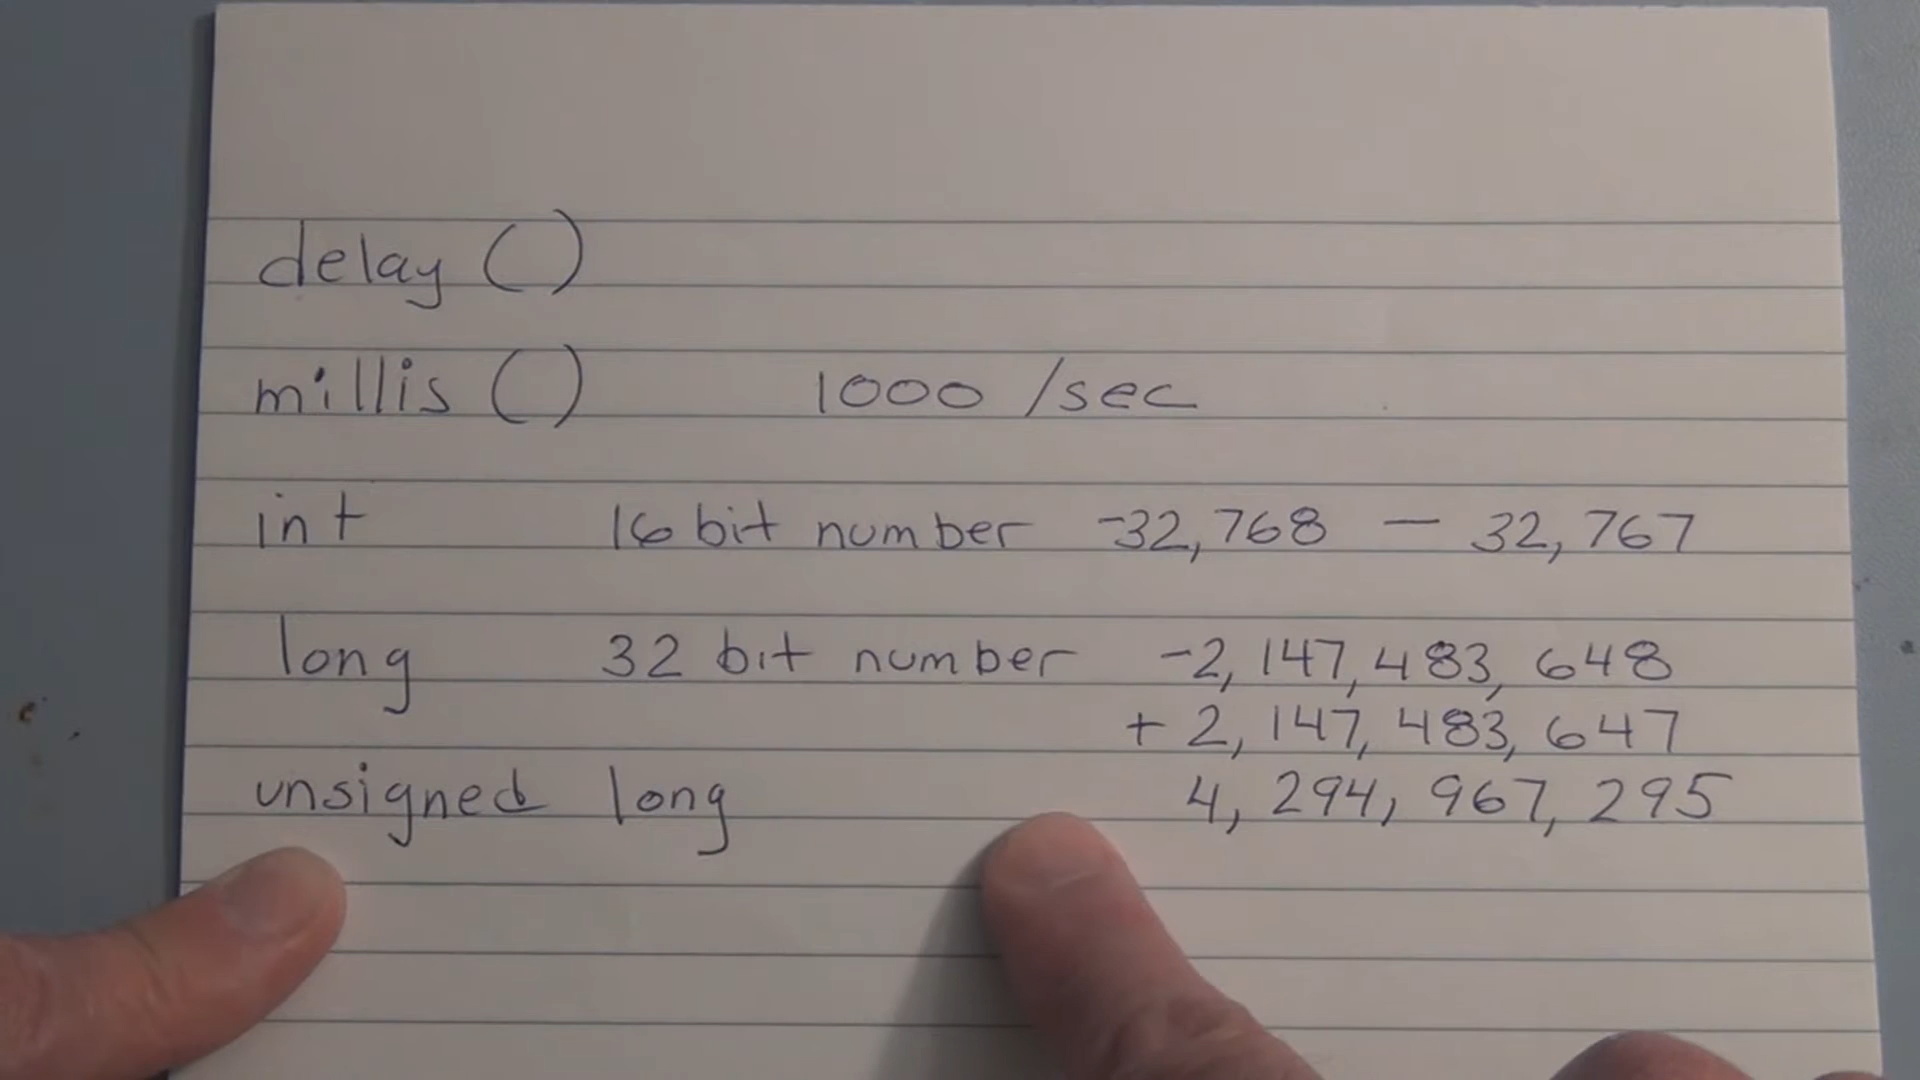 delay ()
millis () 1000 /sec
int 16 bit number -32,768 — 32,767
long 32 bit number -2,147,483,648
+2,147,483,647
unsigned long 4,294,967,295